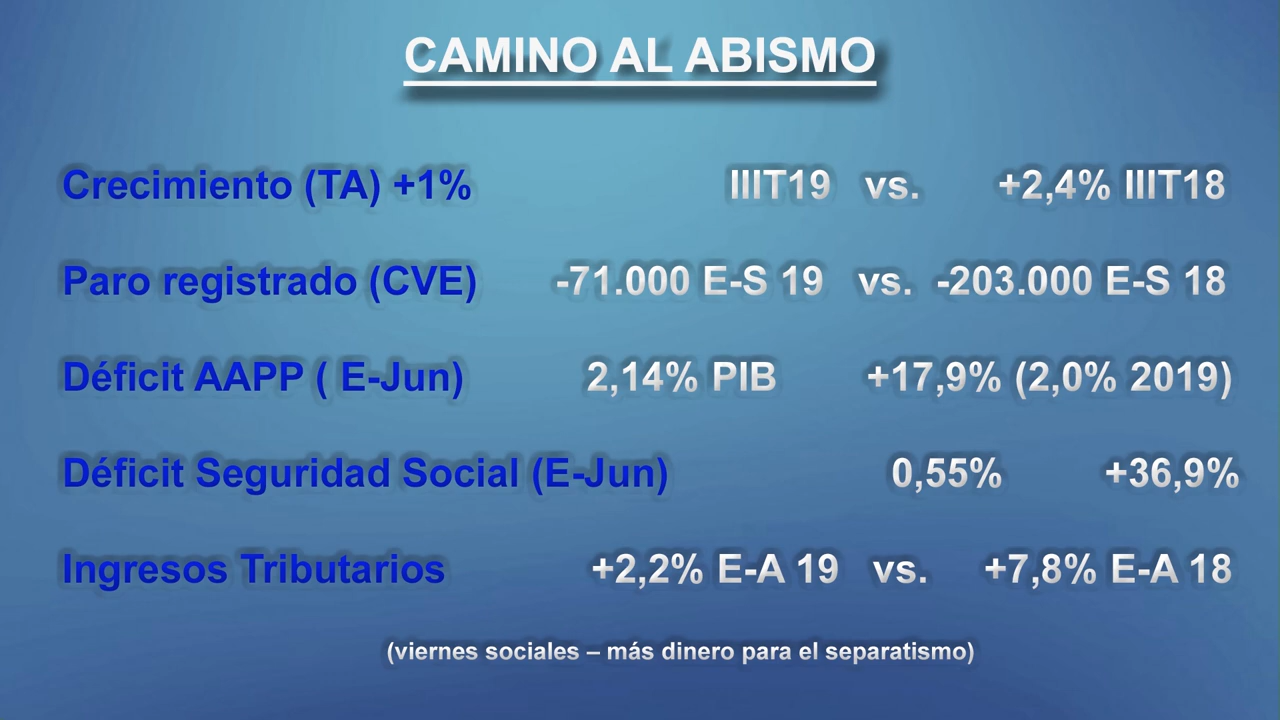 CAMINO AL ABISMO
Crecimiento (TA) +1% IIIT19 vs. +2,4% IIIT18
Paro registrado (CVE) -71.000 E-S 19 vs. -203.000 E-S 18
Déficit AAPP ( E-Jun) 2,14% PIB +17,9% (2,0% 2019)
Déficit Seguridad Social (E-Jun) 0,55% +36,9%
Ingresos Tributarios +2,2% E-A 19 vs. +7,8% E-A 18
(viernes sociales – más dinero para el separatismo)